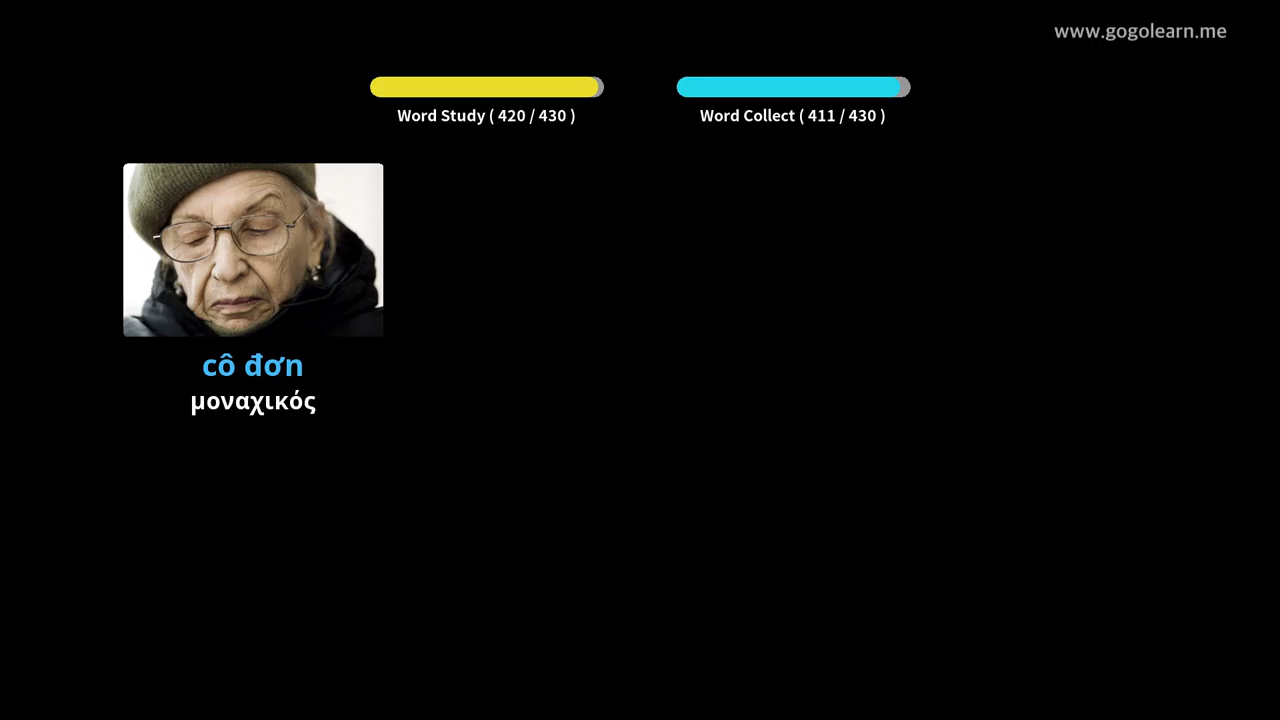 www.gogolearn.me
Word Study ( 420 / 430 )
Word Collect ( 411 / 430 )
cô đơn
μοναχικός